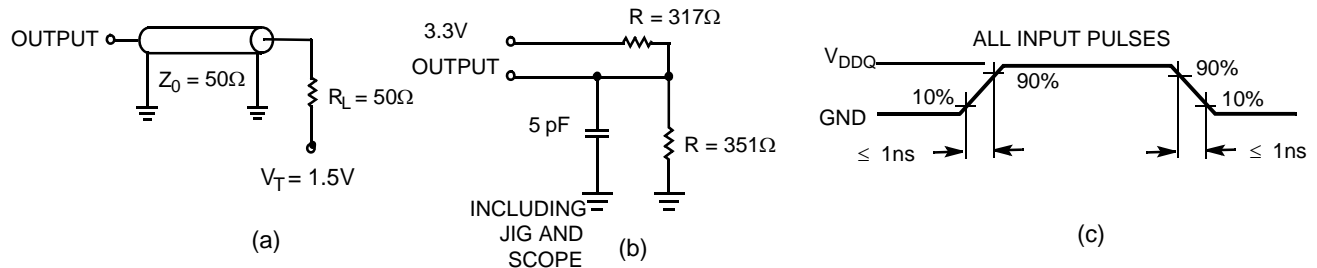 OUTPUT
Z0 = 50Ω
RL = 50Ω
VT = 1.5V
(a)
R = 317Ω
3.3V
OUTPUT
5 pF
R = 351Ω
INCLUDING
JIG AND
SCOPE
(b)
ALL INPUT PULSES
VDDQ
90%
90%
10%
10%
GND
≤ 1ns
≤ 1ns
(c)